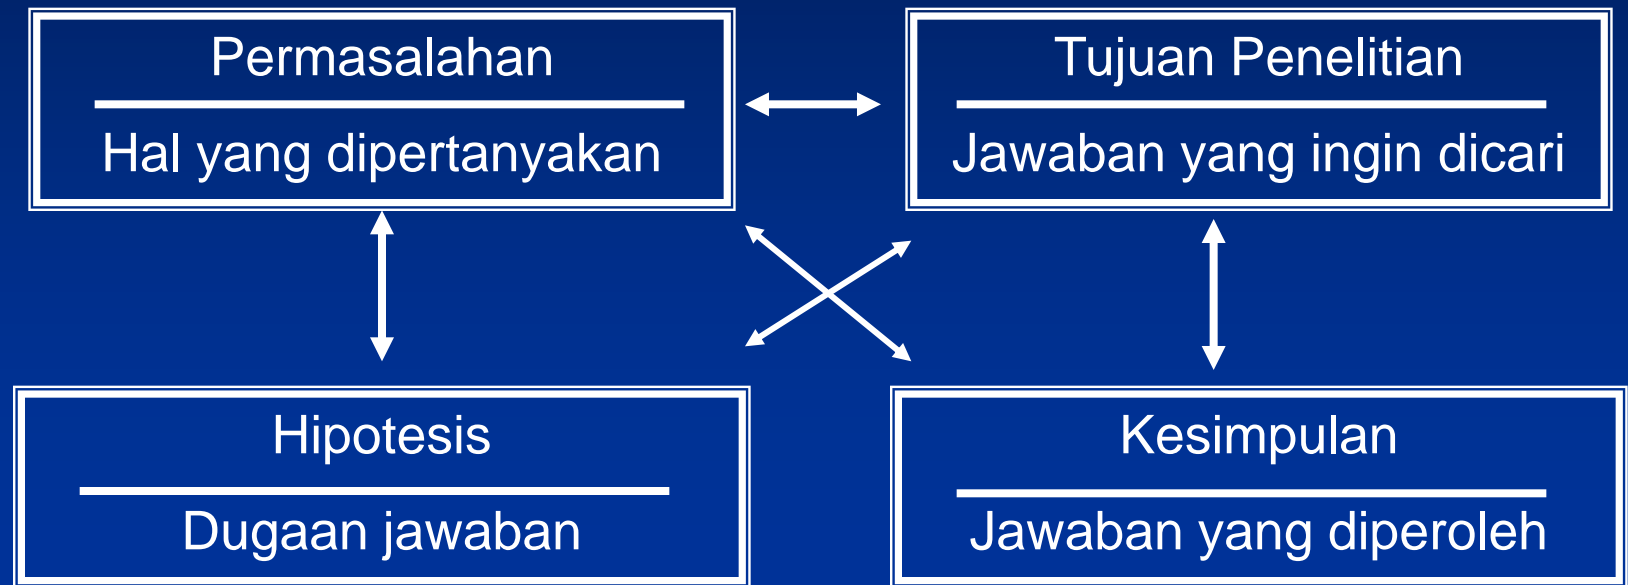 Permasalahan
Hal yang dipertanyakan
Tujuan Penelitian
Jawaban yang ingin dicari
Hipotesis
Dugaan jawaban
Kesimpulan
Jawaban yang diperoleh